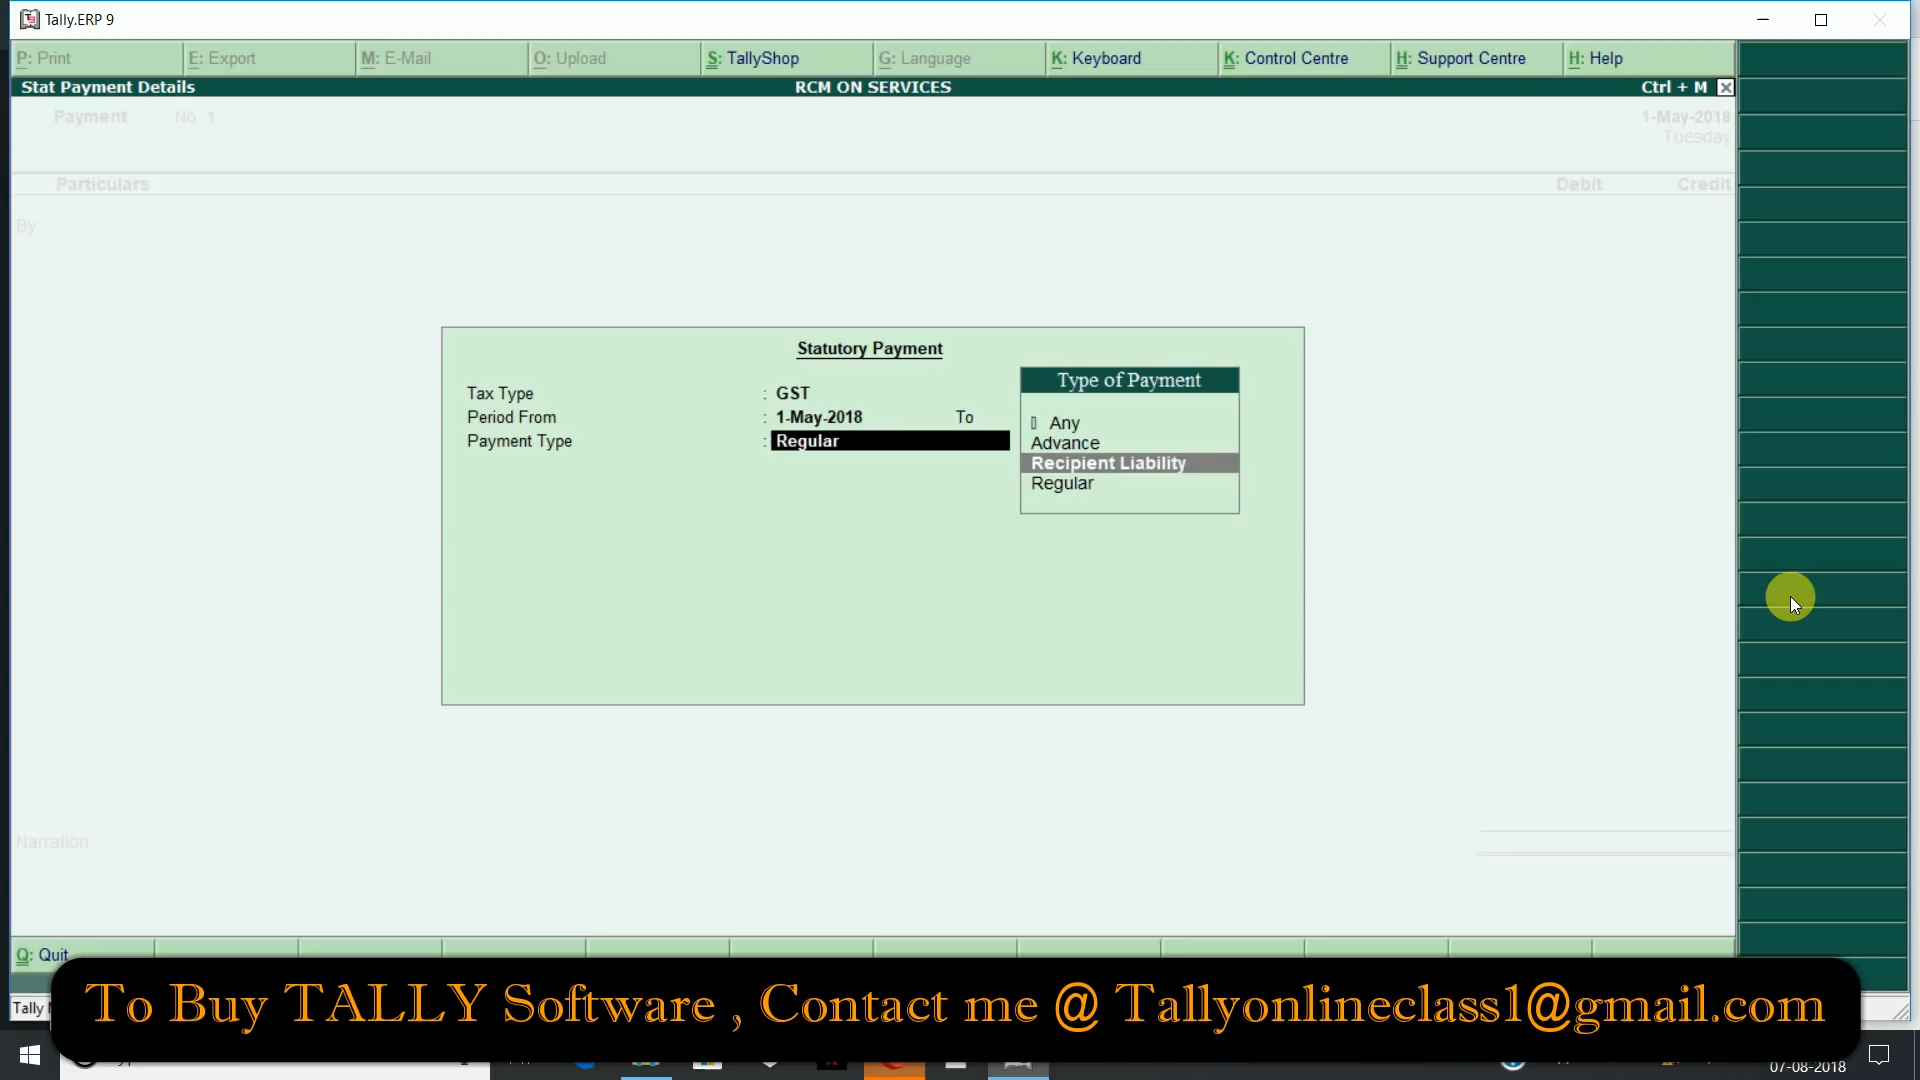 Tally.ERP 9
P: Print E: Export M: E-Mail O: Upload S: TallyShop G: Language K: Keyboard K: Control Centre H: Support Centre H: Help
Stat Payment Details RCM ON SERVICES Ctrl + M
Payment No. 1 1-May-2018
Tuesday
Particulars Debit Credit
By
Statutory Payment
Type of Payment
Tax Type : GST
Period From : 1-May-2018 To
Payment Type : Regular
Any
Advance
Recipient Liability
Regular
Narration:
Q: Quit
Tally
To Buy TALLY Software , Contact me @ Tallyonlineclass1@gmail.com
07-08-2018